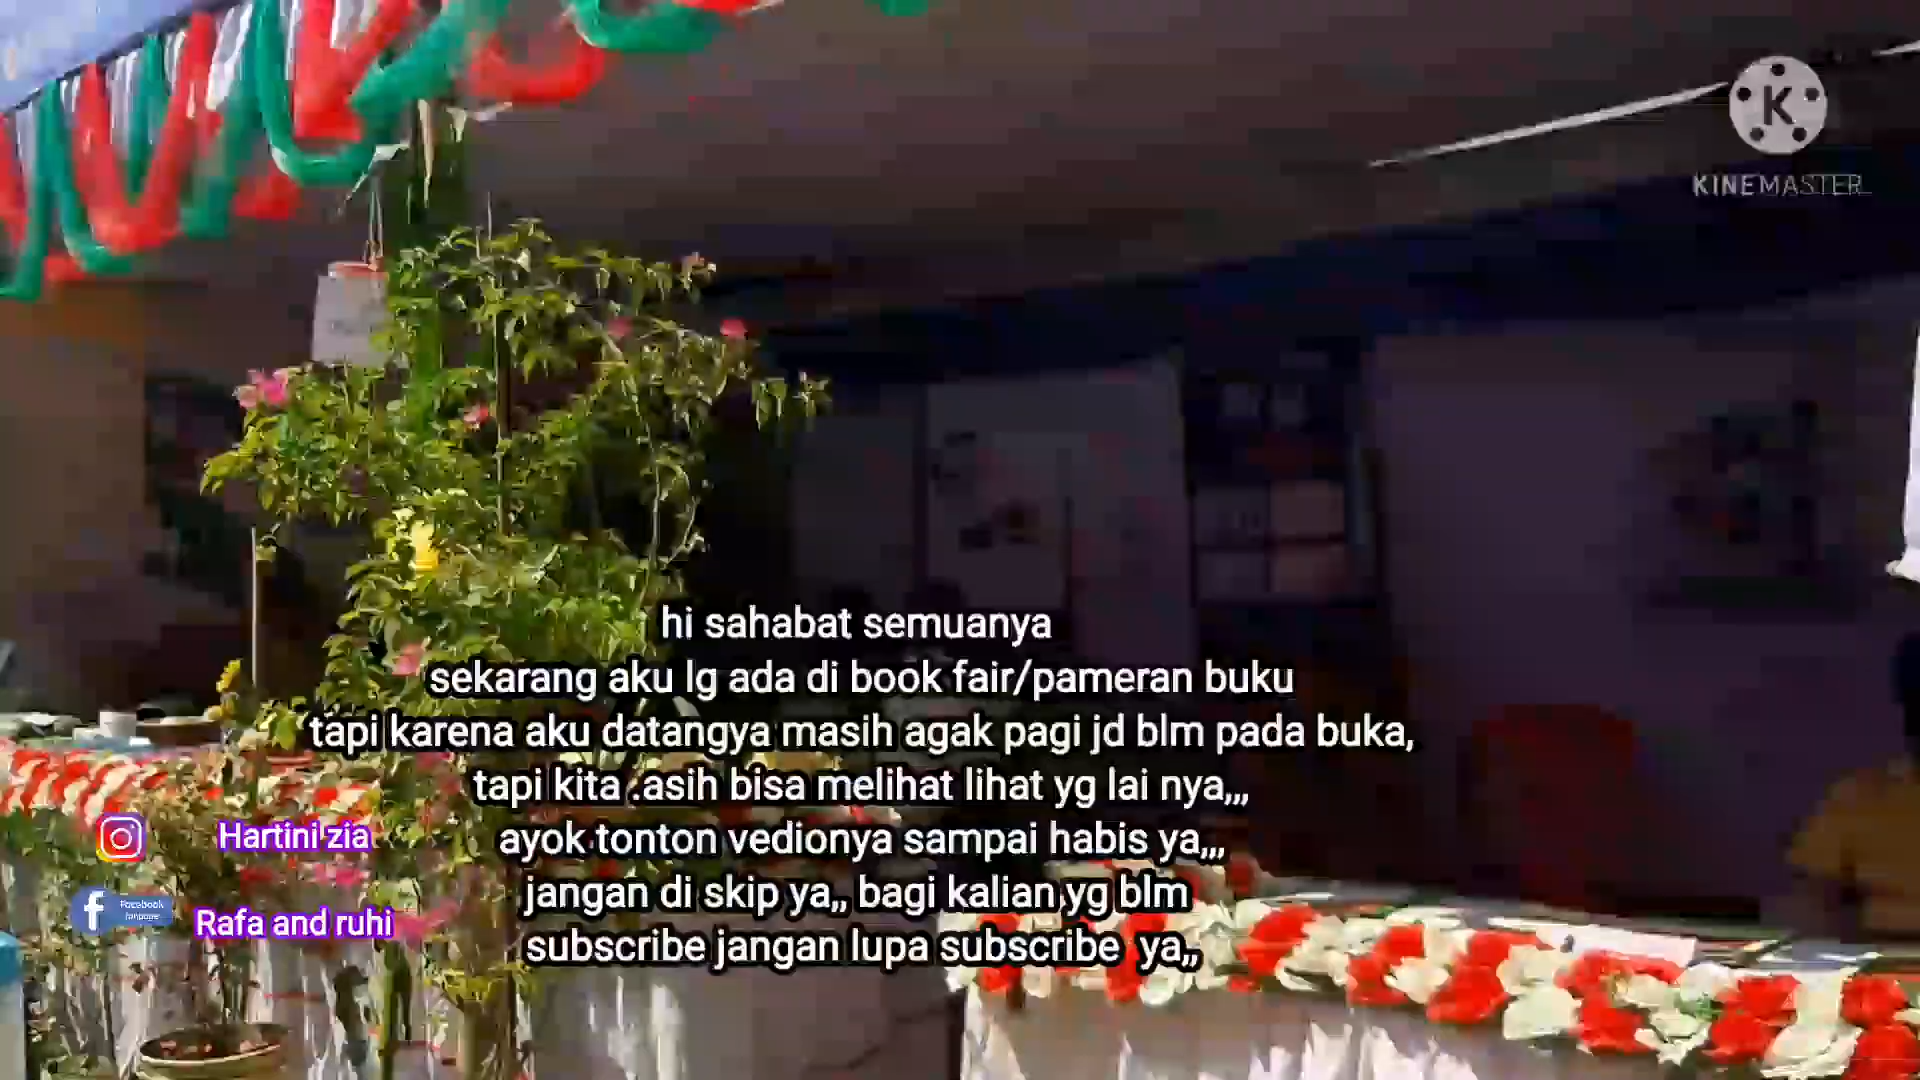 KINEMASTER
hi sahabat semuanya
sekarang aku lg ada di book fair/pameran buku
tapi karena aku datangya masih agak pagi jd blm pada buka,
tapi kita .asih bisa melihat lihat yg lai nya,,,
ayok tonton vedionya sampai habis ya,,,
jangan di skip ya,, bagi kalian yg blm
subscribe jangan lupa subscribe ya,,
Hartini zia
Facebook
fanpage
Rafa and ruhi